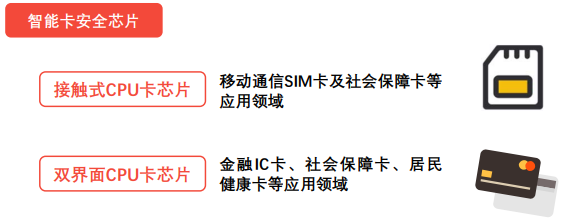 智能卡安全芯片
接触式CPU卡芯片
移动通信SIM卡及社会保障卡等
应用领域
双界面CPU卡芯片
金融IC卡、社会保障卡、居民
健康卡等应用领域